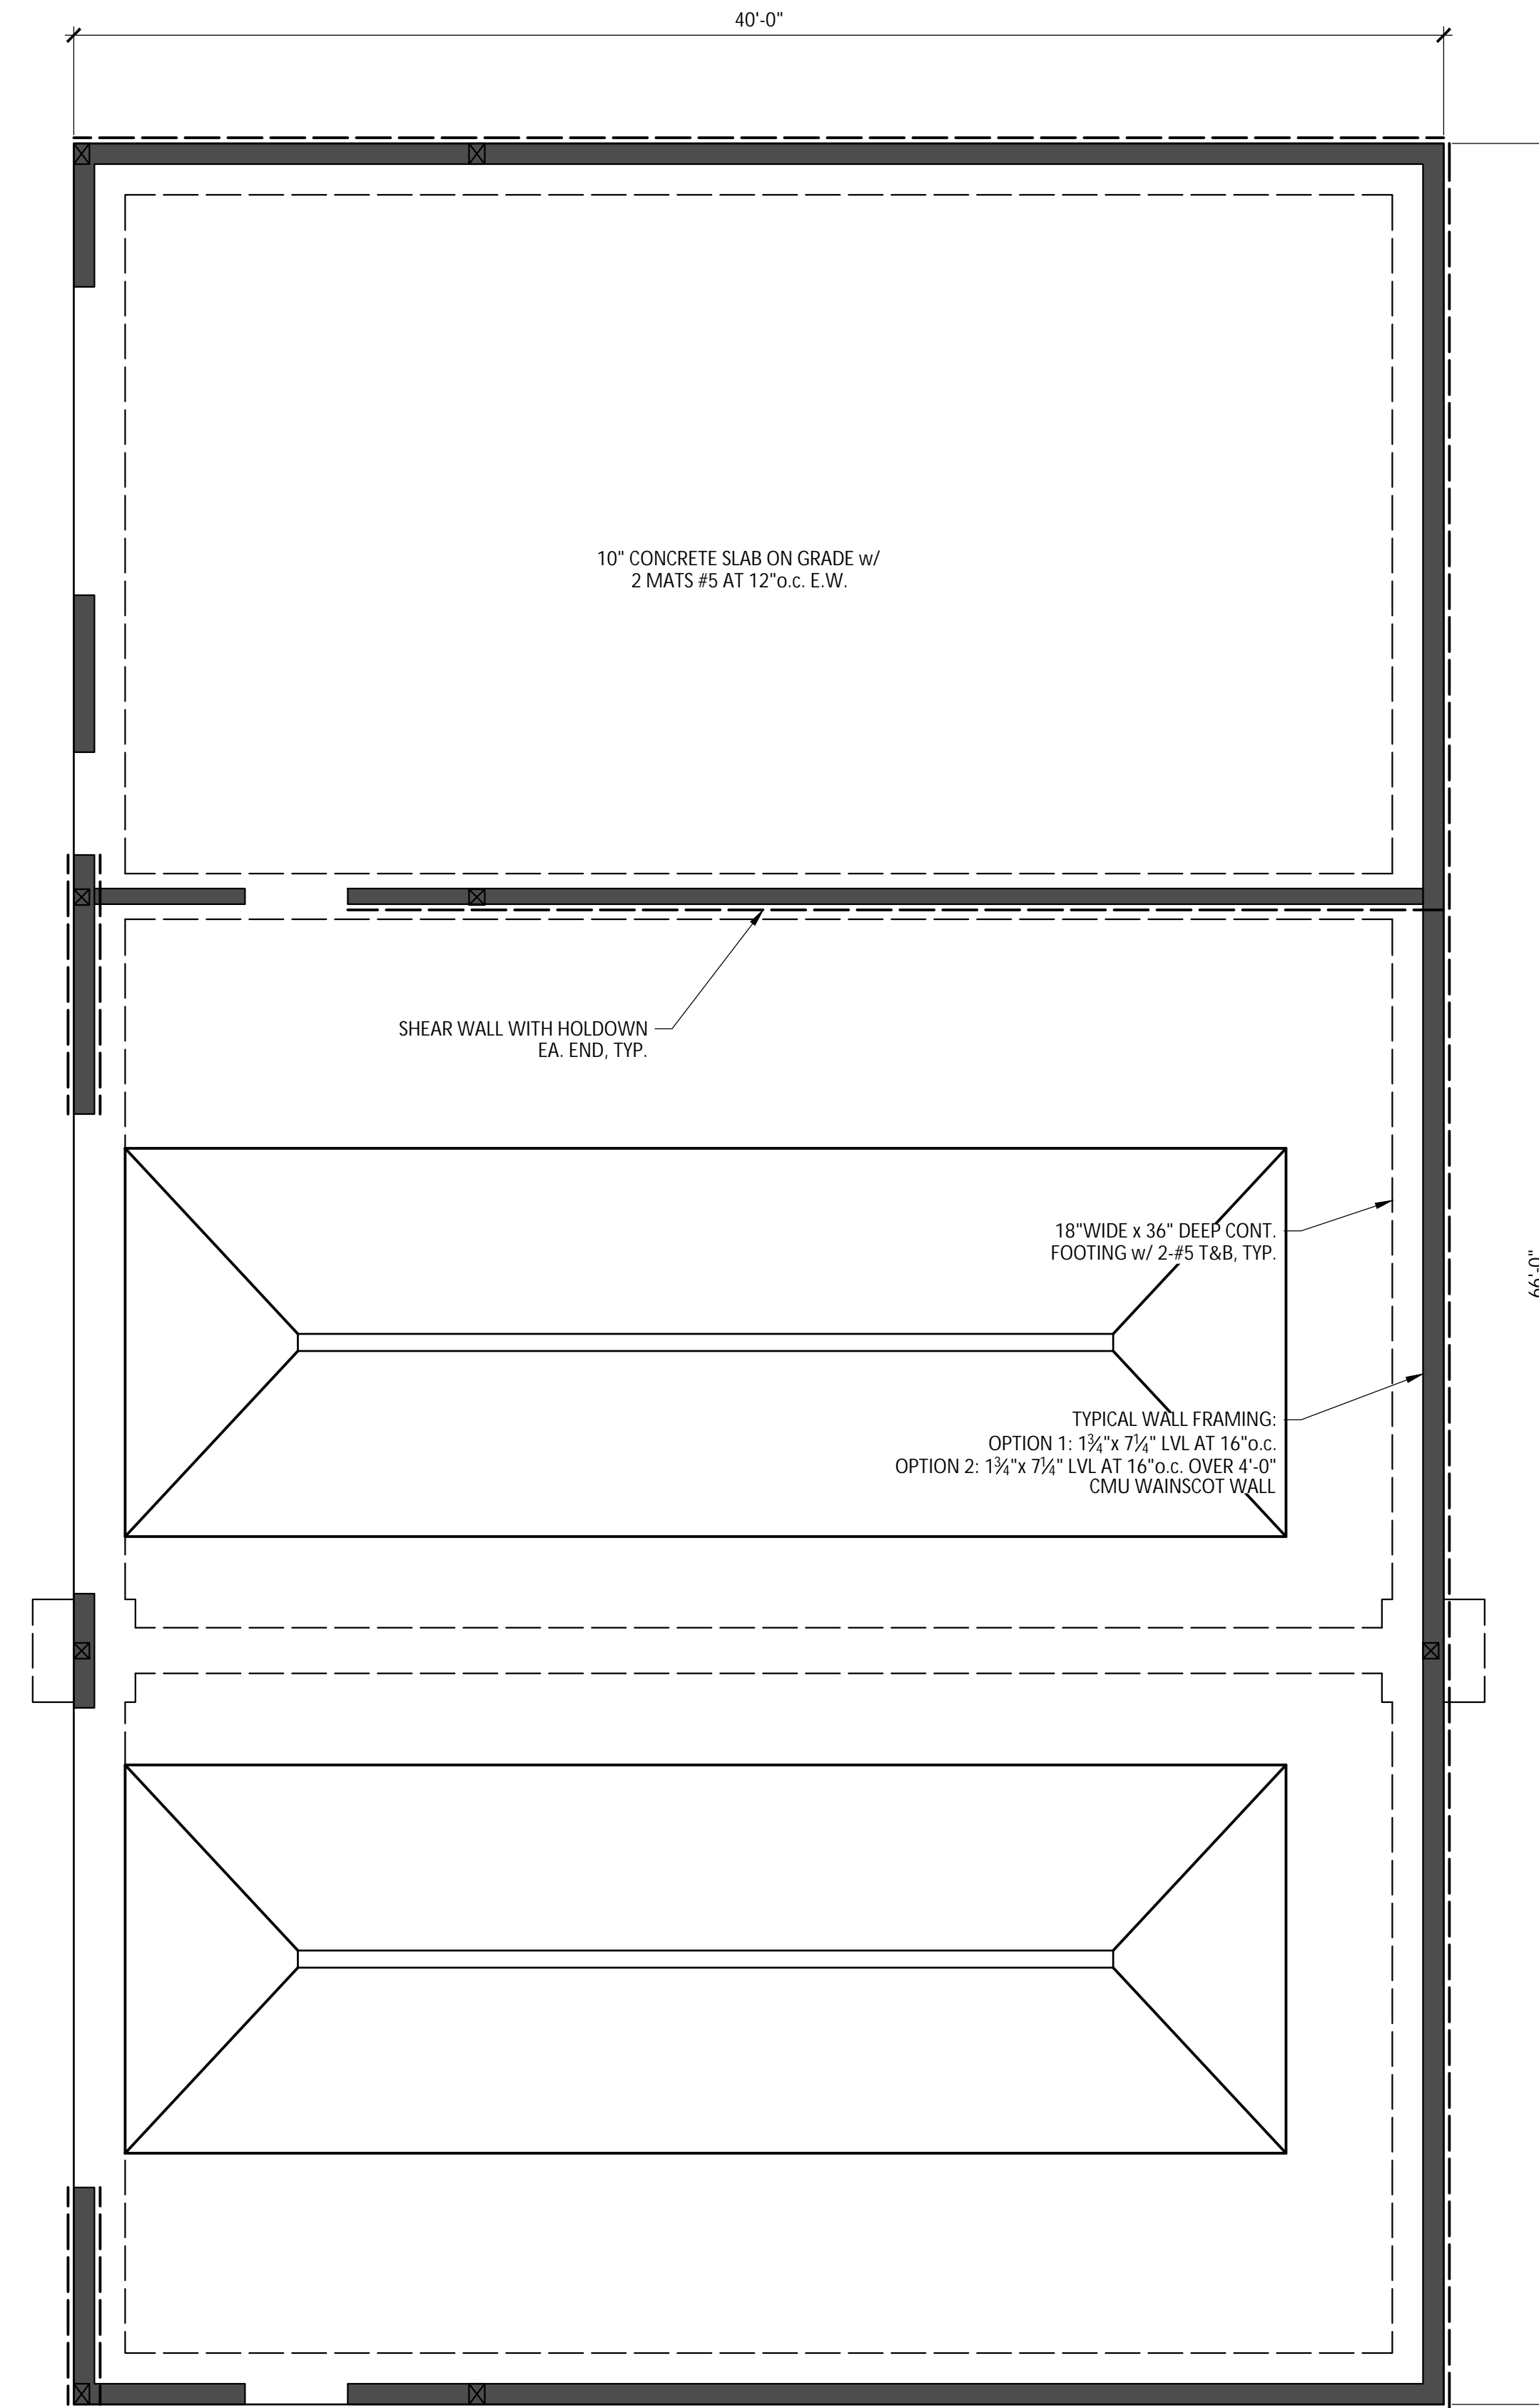 40'-0"
10" CONCRETE SLAB ON GRADE w/
2 MATS #5 AT 12"o.c. E.W.
SHEAR WALL WITH HOLDOWN
EA. END, TYP.
18"WIDE x 36" DEEP CONT.
FOOTING w/ 2-#5 T&B, TYP.
66'-0"
TYPICAL WALL FRAMING:
OPTION 1: 1¾"x 7¼" LVL AT 16"o.c.
OPTION 2: 1¾"x 7¼" LVL AT 16"o.c. OVER 4'-0"
CMU WAINSCOT WALL